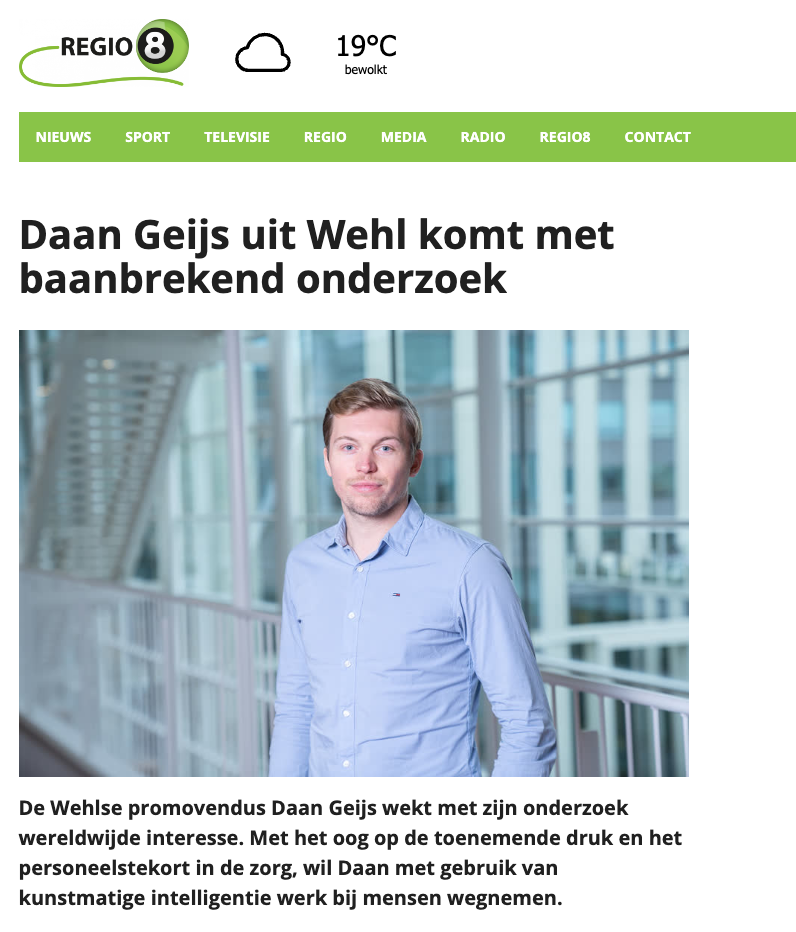 REGIO 8
19°C
bewolkt
NIEUWS SPORT TELEVISIE REGIO MEDIA RADIO REGIO8 CONTACT
Daan Geijs uit Wehl komt met
baanbrekend onderzoek
De Wehlse promovendus Daan Geijs wekt met zijn onderzoek
wereldwijde interesse. Met het oog op de toenemende druk en het
personeelstekort in de zorg, wil Daan met gebruik van
kunstmatige intelligentie werk bij mensen wegnemen.